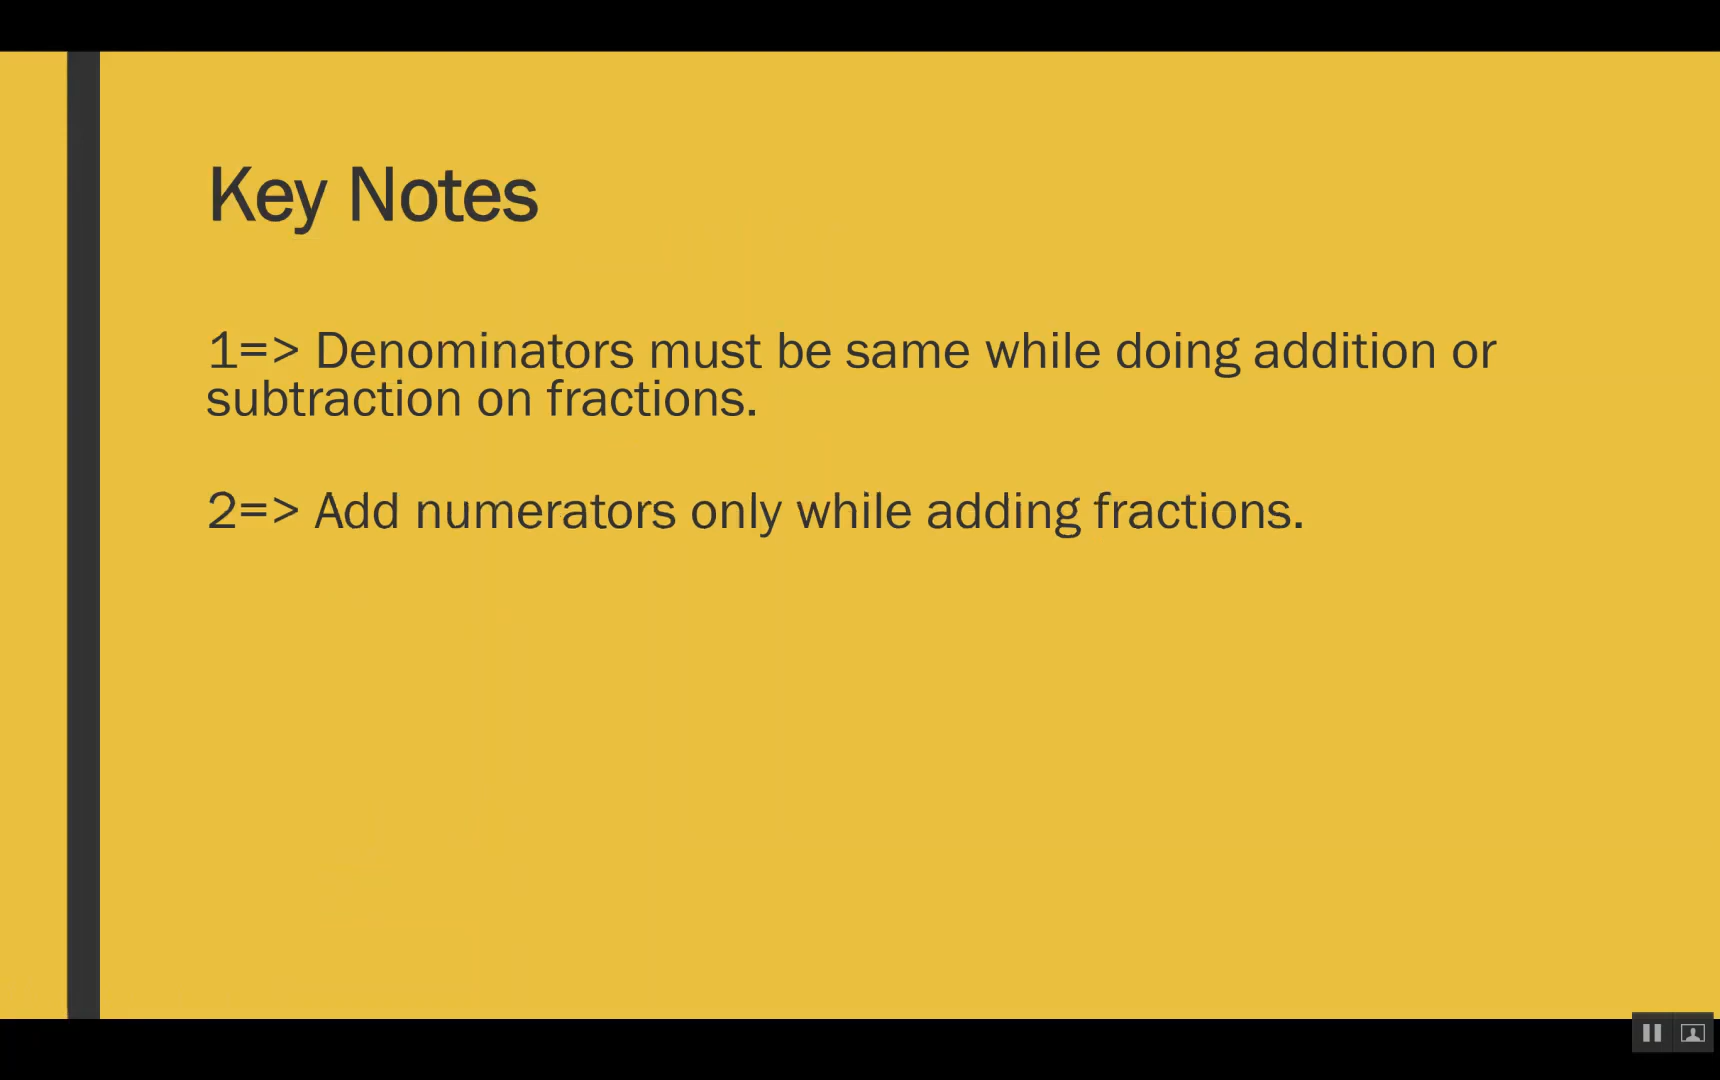 Key Notes
1=> Denominators must be same while doing addition or
subtraction on fractions.
2=> Add numerators only while adding fractions.